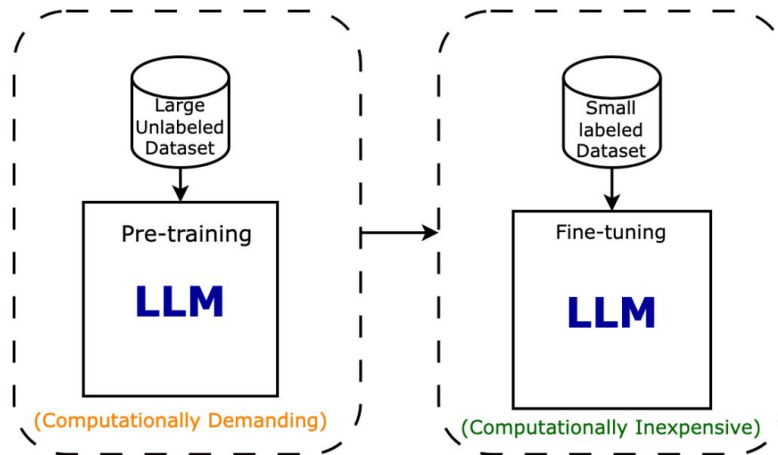 Large
Unlabeled
Dataset
Pre-training
LLM
(Computationally Demanding)
Small
labeled
Dataset
Fine-tuning
LLM
(Computationally Inexpensive)